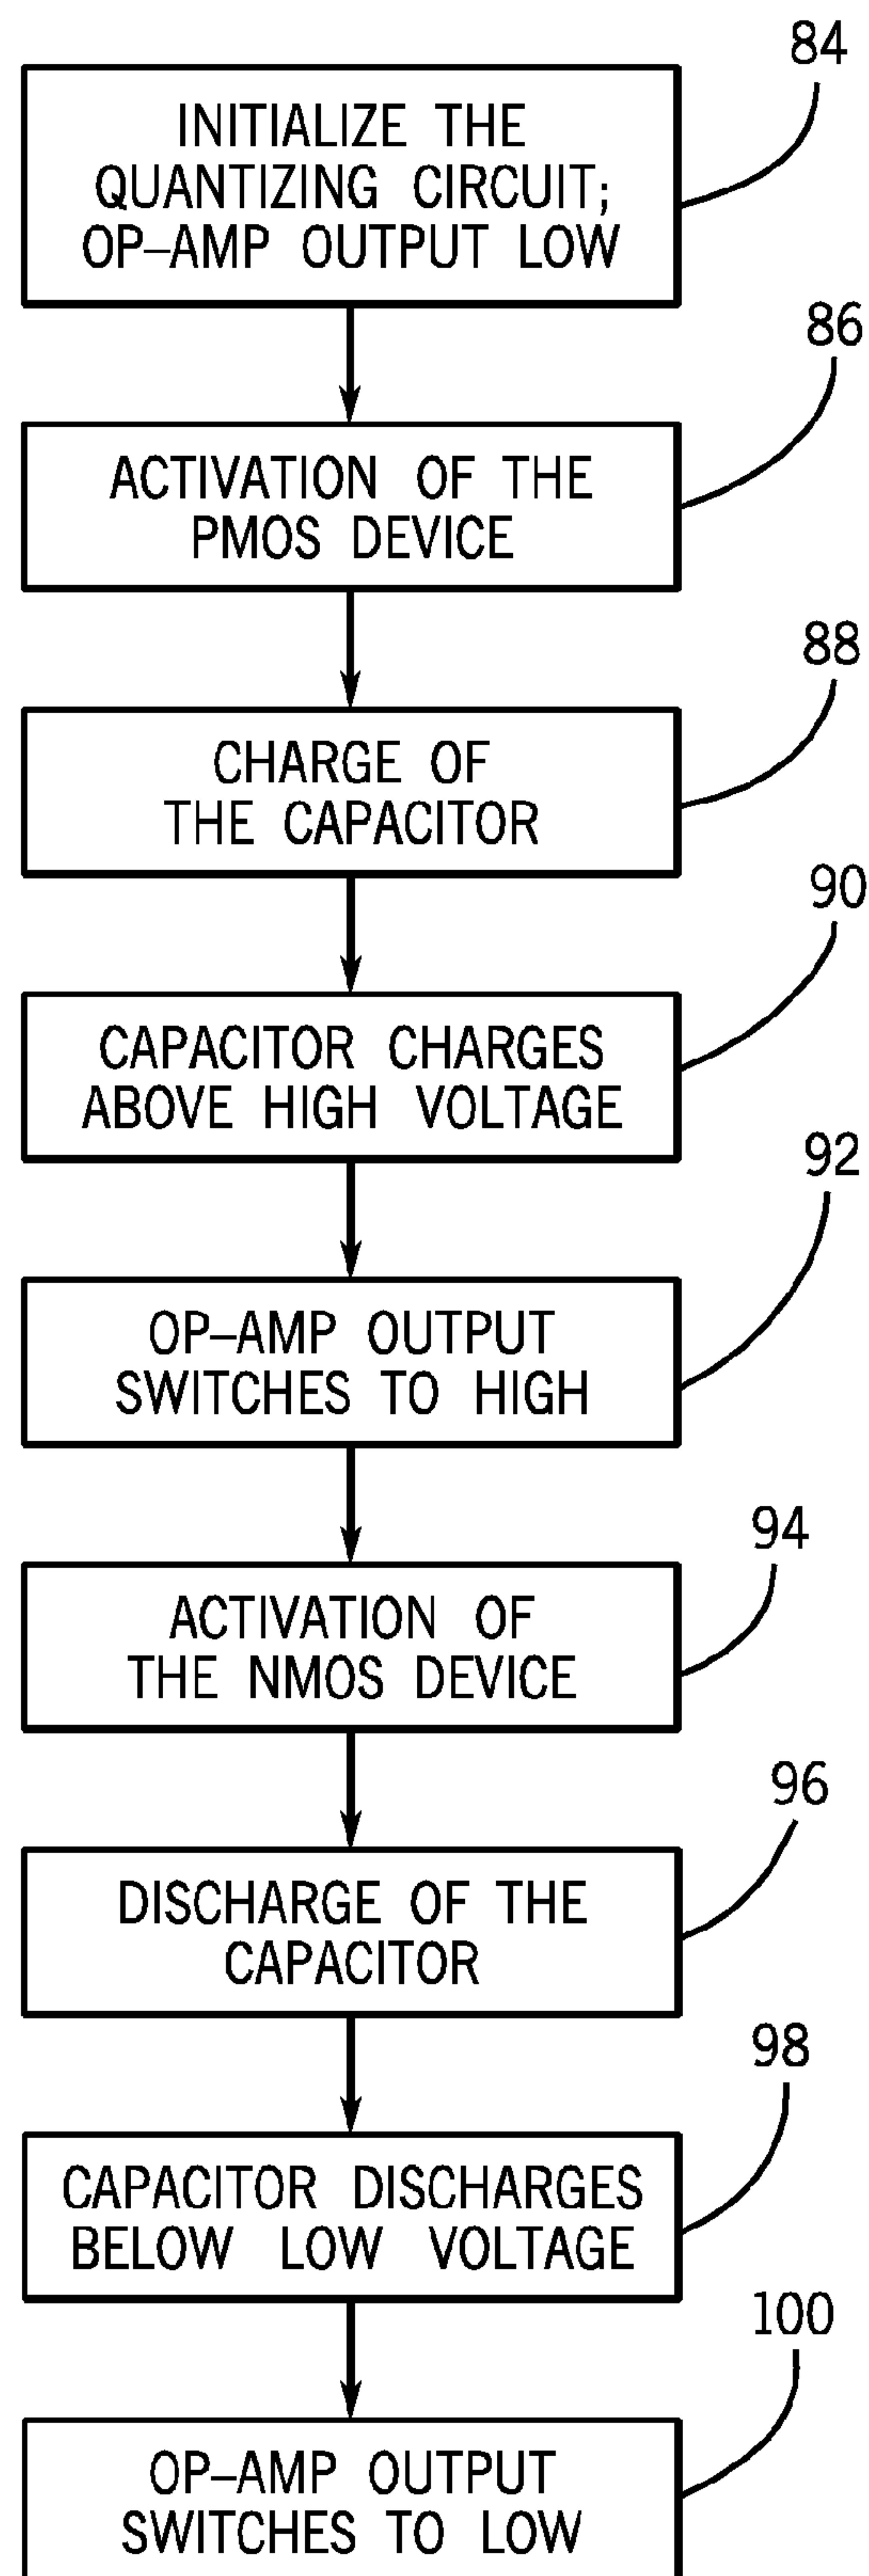 84
INITIALIZE THE
QUANTIZING CIRCUIT;
OP–AMP OUTPUT LOW
86
ACTIVATION OF THE
PMOS DEVICE
88
CHARGE OF
THE CAPACITOR
90
CAPACITOR CHARGES
ABOVE HIGH VOLTAGE
92
OP–AMP OUTPUT
SWITCHES TO HIGH
94
ACTIVATION OF
THE NMOS DEVICE
96
DISCHARGE OF THE
CAPACITOR
98
CAPACITOR DISCHARGES
BELOW LOW VOLTAGE
100
OP–AMP OUTPUT
SWITCHES TO LOW